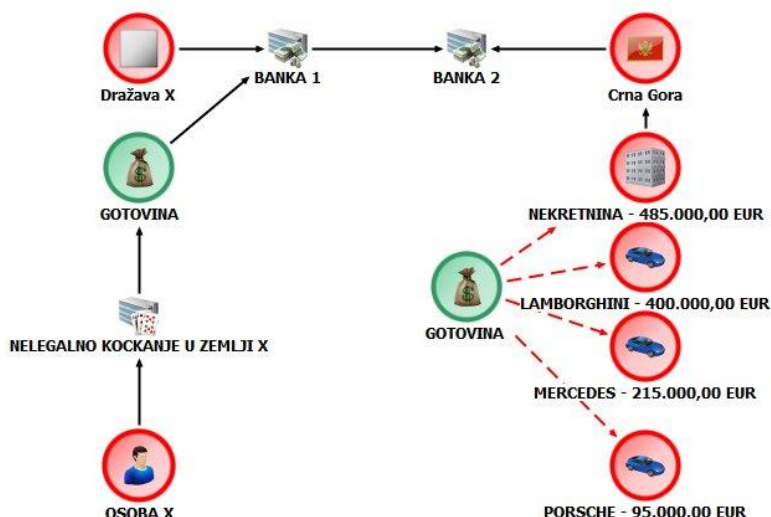 Dražava X
BANKA 1
BANKA 2
Crna Gora
GOTOVINA
NEKRETNINA - 485.000,00 EUR
LAMBORGHINI - 400.000,00 EUR
GOTOVINA
NELEGALNO KOCKANJE U ZEMLJI X
MERCEDES - 215.000,00 EUR
OSOBA X
PORSCHE - 95.000,00 EUR